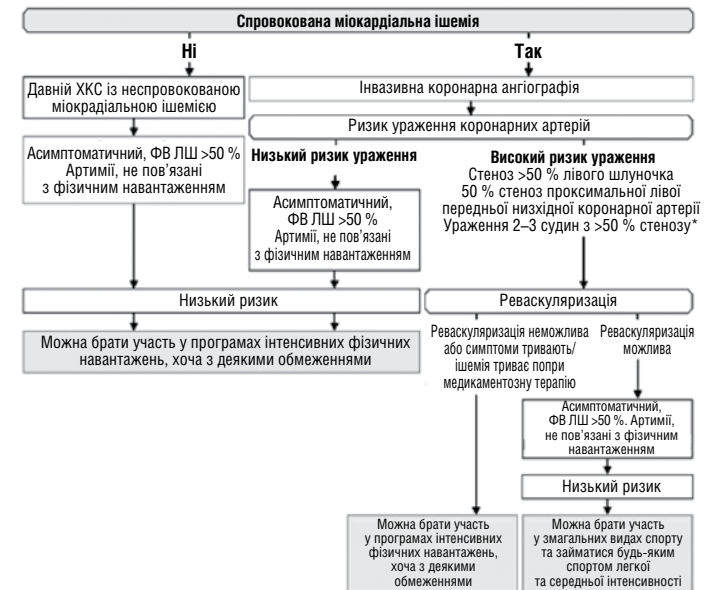 Спровокована міокардіальна ішемія
Ні
Так
Давній ХКС із неспровокованою
міокрадіальною ішемією
Інвазивна коронарна ангіографія
Ризик ураження коронарних артерій
Асимптоматичний, ФВ ЛШ >50 %
Артимії, не пов’язані
з фізичним навантаженням
Низький ризик ураження
Асимптоматичний,
ФВ ЛШ >50 %
Артимії, не пов’язані
з фізичним навантаженням
Високий ризик ураження
Стеноз >50 % лівого шлуночка
50 % стеноз проксимальної лівої
передньої низхідної коронарної артерії
Ураження 2–3 судин з >50 % стенозу*
Низький ризик
Реваскуляризація
Можна брати участь у програмах інтенсивних фізичних
навантажень, хоча з деякими обмеженнями
Реваскуляризація неможлива
або симптоми тривають/
ішемія триває попри
медикаментозну терапію
Реваскуляризація
можлива
Асимптоматичний,
ФВ ЛШ >50 %. Артимії,
не пов’язані з фізичним
навантаженням
Низький ризик
Можна брати участь
у програмах інтенсивних
фізичних навантажень,
хоча з деякими
обмеженнями
Можна брати участь
у змагальних видах спорту
та займатися будь-яким
спортом легкої
та середньої інтенсивності